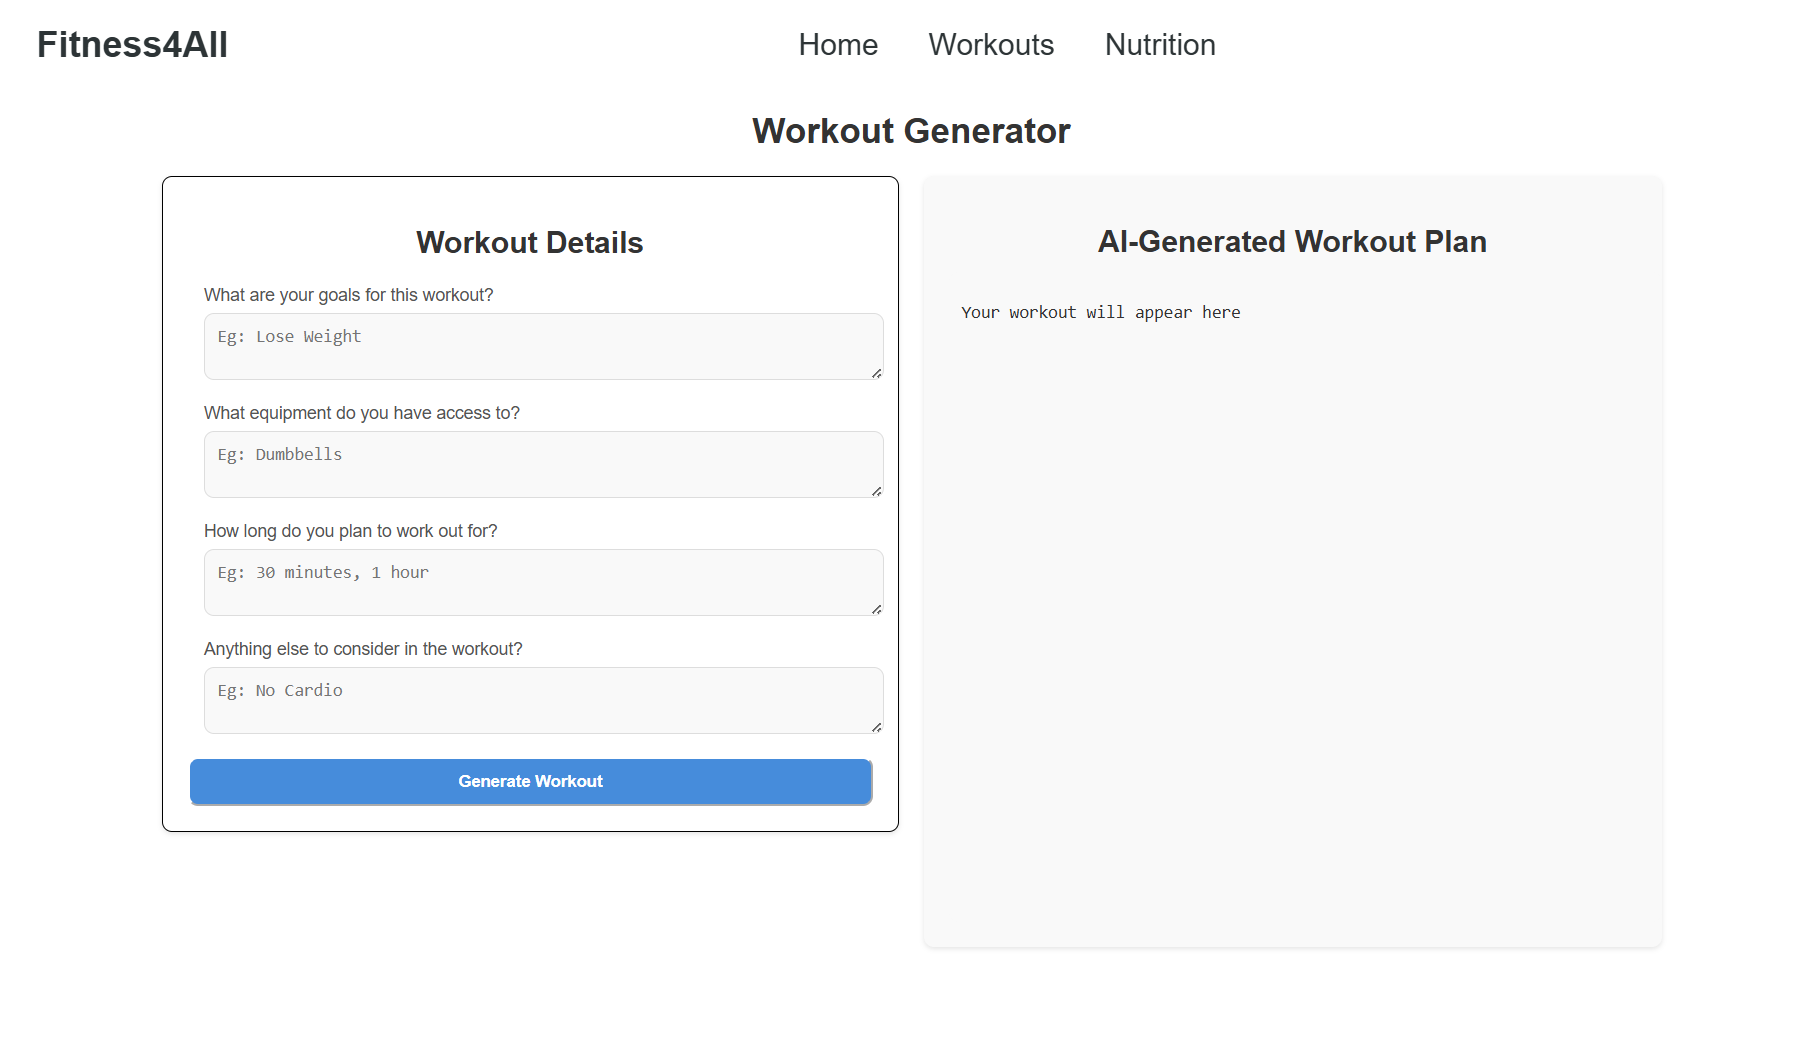 Fitness4All
Home Workouts Nutrition
Workout Generator
Workout Details
What are your goals for this workout?
Eg: Lose Weight
What equipment do you have access to?
Eg: Dumbbells
How long do you plan to work out for?
Eg: 30 minutes, 1 hour
Anything else to consider in the workout?
Eg: No Cardio
Generate Workout
AI-Generated Workout Plan
Your workout will appear here